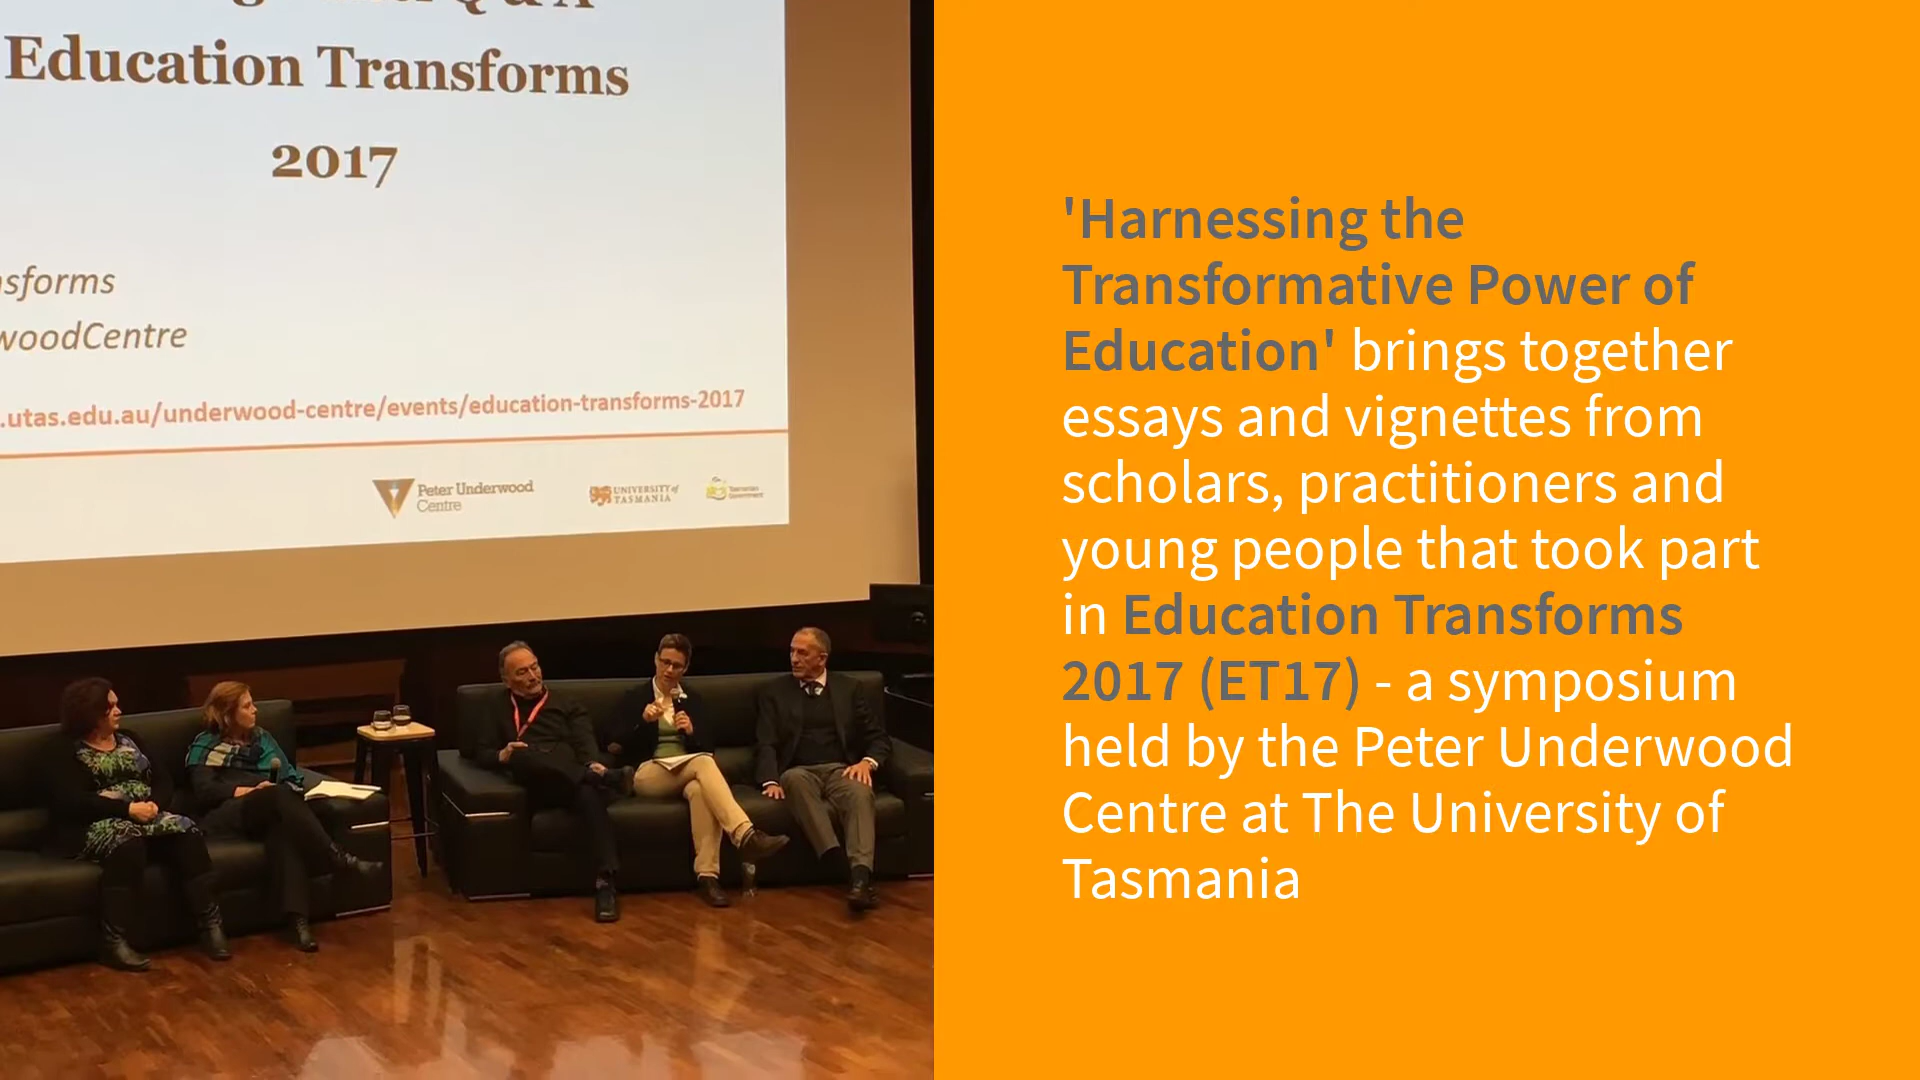 Education Transforms
2017
sforms
woodCentre
.utas.edu.au/underwood-centre/events/education-transforms-2017
Peter Underwood
Centre
UNIVERSITY of
TASMANIA
Tasmanian
Government
'Harnessing the
Transformative Power of
Education' brings together
essays and vignettes from
scholars, practitioners and
young people that took part
in Education Transforms
2017 (ET17) - a symposium
held by the Peter Underwood
Centre at The University of
Tasmania